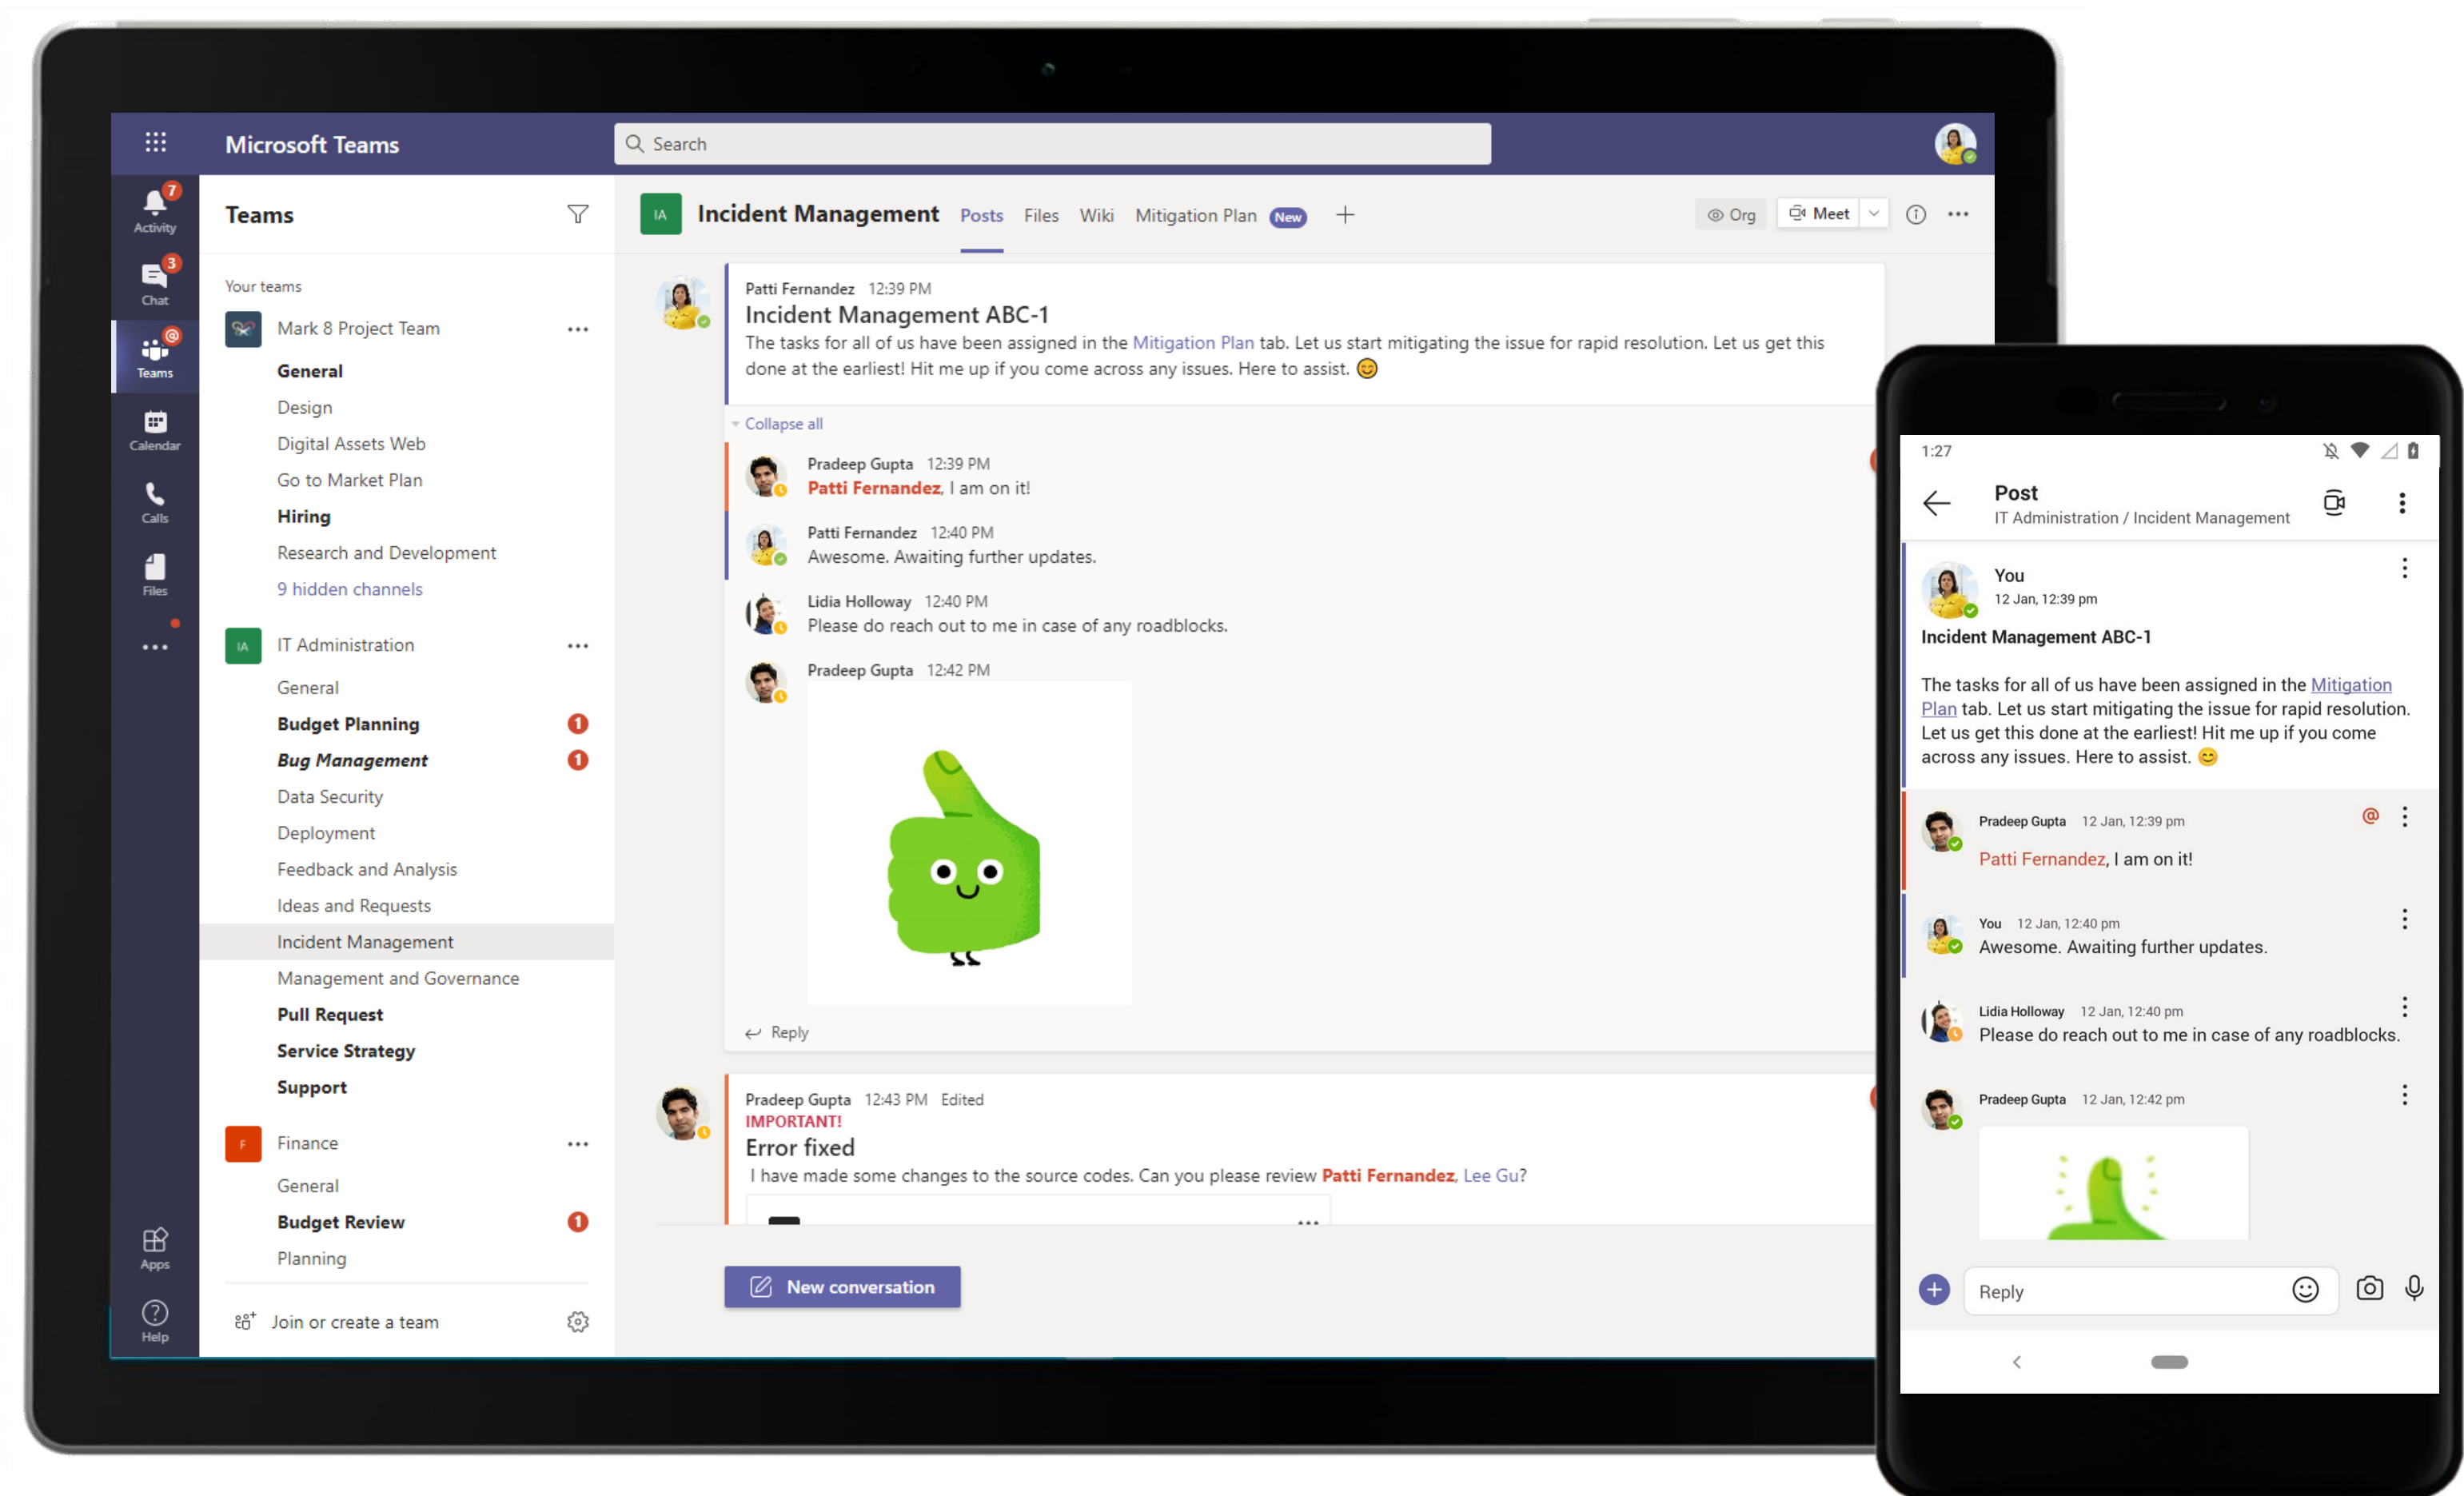 Microsoft Teams
Search
7
Activity
3
Chat
@
Teams
Calendar
Calls
Files
Apps
Help
Teams
Your teams
Mark 8 Project Team
General
Design
Digital Assets Web
Go to Market Plan
Hiring
Research and Development
9 hidden channels
IA
IT Administration
General
Budget Planning 1
Bug Management 1
Data Security
Deployment
Feedback and Analysis
Ideas and Requests
Incident Management
Management and Governance
Pull Request
Service Strategy
Support
F
Finance
General
Budget Review 1
Planning
Join or create a team
IA
Incident Management Posts Files Wiki Mitigation Plan New
Org Meet
Patti Fernandez 12:39 PM
Incident Management ABC-1
The tasks for all of us have been assigned in the Mitigation Plan tab. Let us start mitigating the issue for rapid resolution. Let us get this
done at the earliest! Hit me up if you come across any issues. Here to assist. 😊
Collapse all
Pradeep Gupta 12:39 PM
Patti Fernandez, I am on it!
Patti Fernandez 12:40 PM
Awesome. Awaiting further updates.
Lidia Holloway 12:40 PM
Please do reach out to me in case of any roadblocks.
Pradeep Gupta 12:42 PM
Reply
Pradeep Gupta 12:43 PM Edited
IMPORTANT!
Error fixed
I have made some changes to the source codes. Can you please review Patti Fernandez, Lee Gu?
New conversation
1:27
Post
IT Administration / Incident Management
You
12 Jan, 12:39 pm
Incident Management ABC-1
The tasks for all of us have been assigned in the Mitigation
Plan tab. Let us start mitigating the issue for rapid resolution.
Let us get this done at the earliest! Hit me up if you come
across any issues. Here to assist. 😊
Pradeep Gupta 12 Jan, 12:39 pm @
Patti Fernandez, I am on it!
You 12 Jan, 12:40 pm
Awesome. Awaiting further updates.
Lidia Holloway 12 Jan, 12:40 pm
Please do reach out to me in case of any roadblocks.
Pradeep Gupta 12 Jan, 12:42 pm
Reply